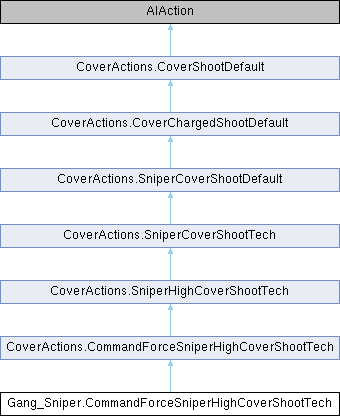 AIAction
CoverActions.CoverShootDefault
CoverActions.CoverChargedShootDefault
CoverActions.SniperCoverShootDefault
CoverActions.SniperCoverShootTech
CoverActions.SniperHighCoverShootTech
CoverActions.CommandForceSniperHighCoverShootTech
Gang_Sniper.CommandForceSniperHighCoverShootTech